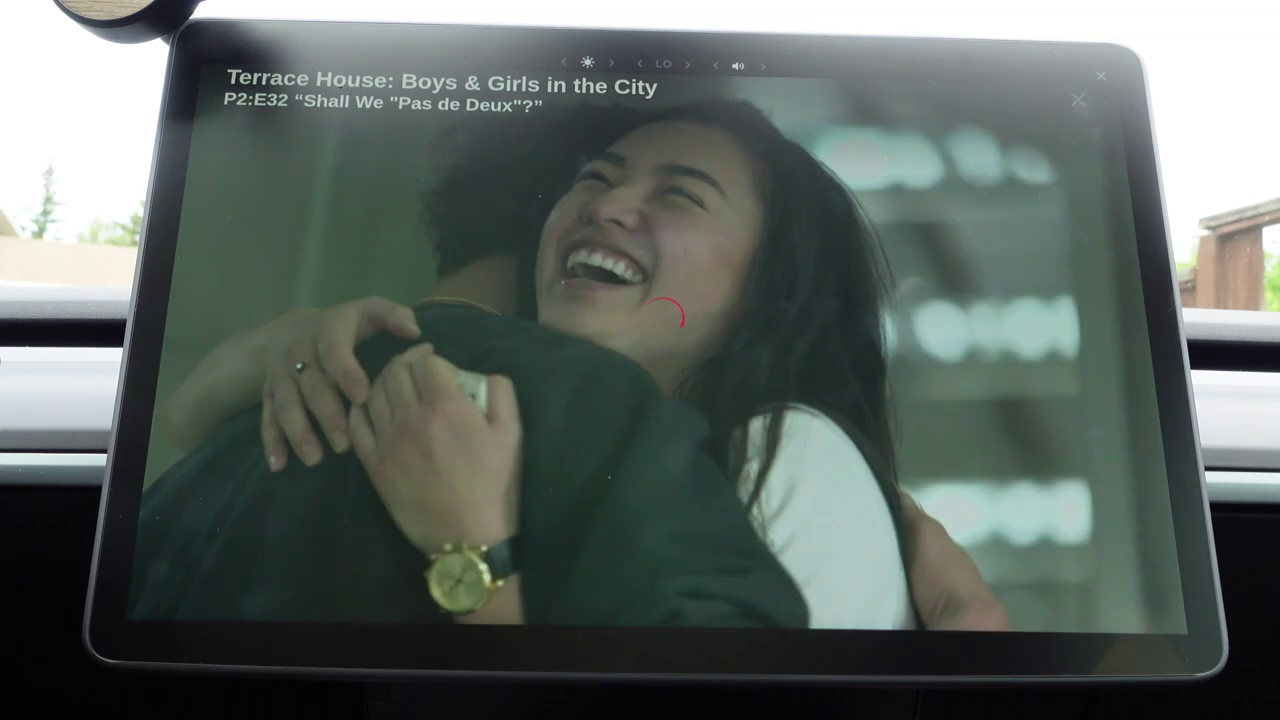 LO
Terrace House: Boys & Girls in the City
P2:E32 “Shall We "Pas de Deux"?”